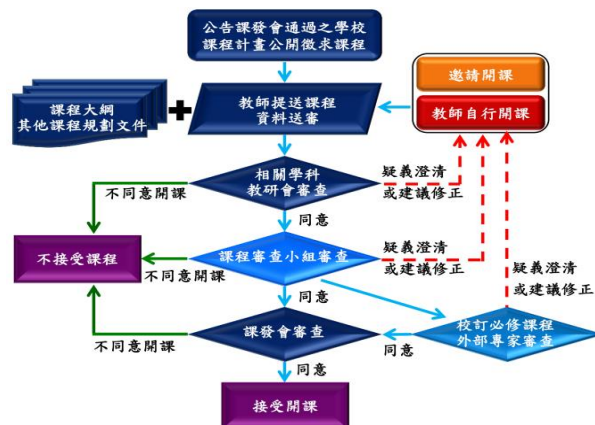 公告課發會通過之學校
課程計畫公開徵求課程
邀請開課
教師自行開課
課程大綱
其他課程規劃文件
教師提送課程
資料送審
相關學科
教研會審查
不同意開課
疑義澄清
或建議修正
同意
不接受課程
課程審查小組審查
不同意開課
疑義澄清
或建議修正
疑義澄清
或建議修正
同意
課發會審查
不同意開課
同意
校訂必修課程
外部專家審查
同意
接受開課